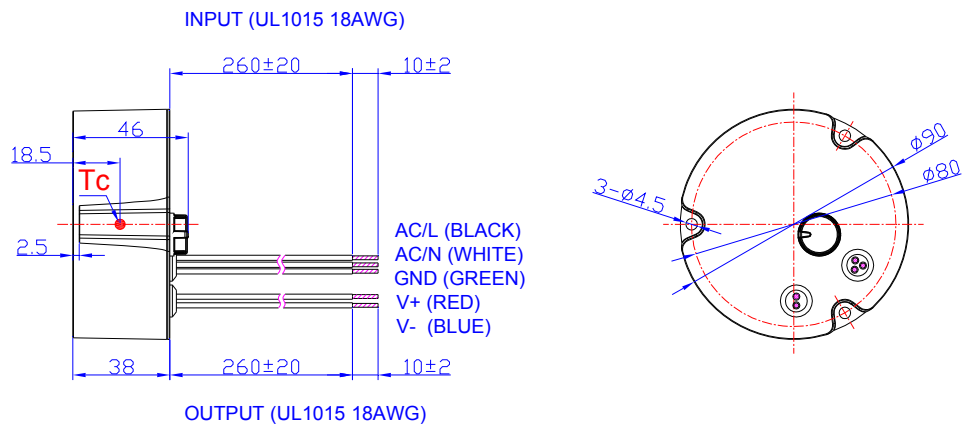 INPUT (UL1015 18AWG)
260±20
10±2
46
18.5
Tc
2.5
AC/L (BLACK)
AC/N (WHITE)
GND (GREEN)
V+ (RED)
V- (BLUE)
38
260±20
10±2
OUTPUT (UL1015 18AWG)
ø90
ø80
3-ø4.5